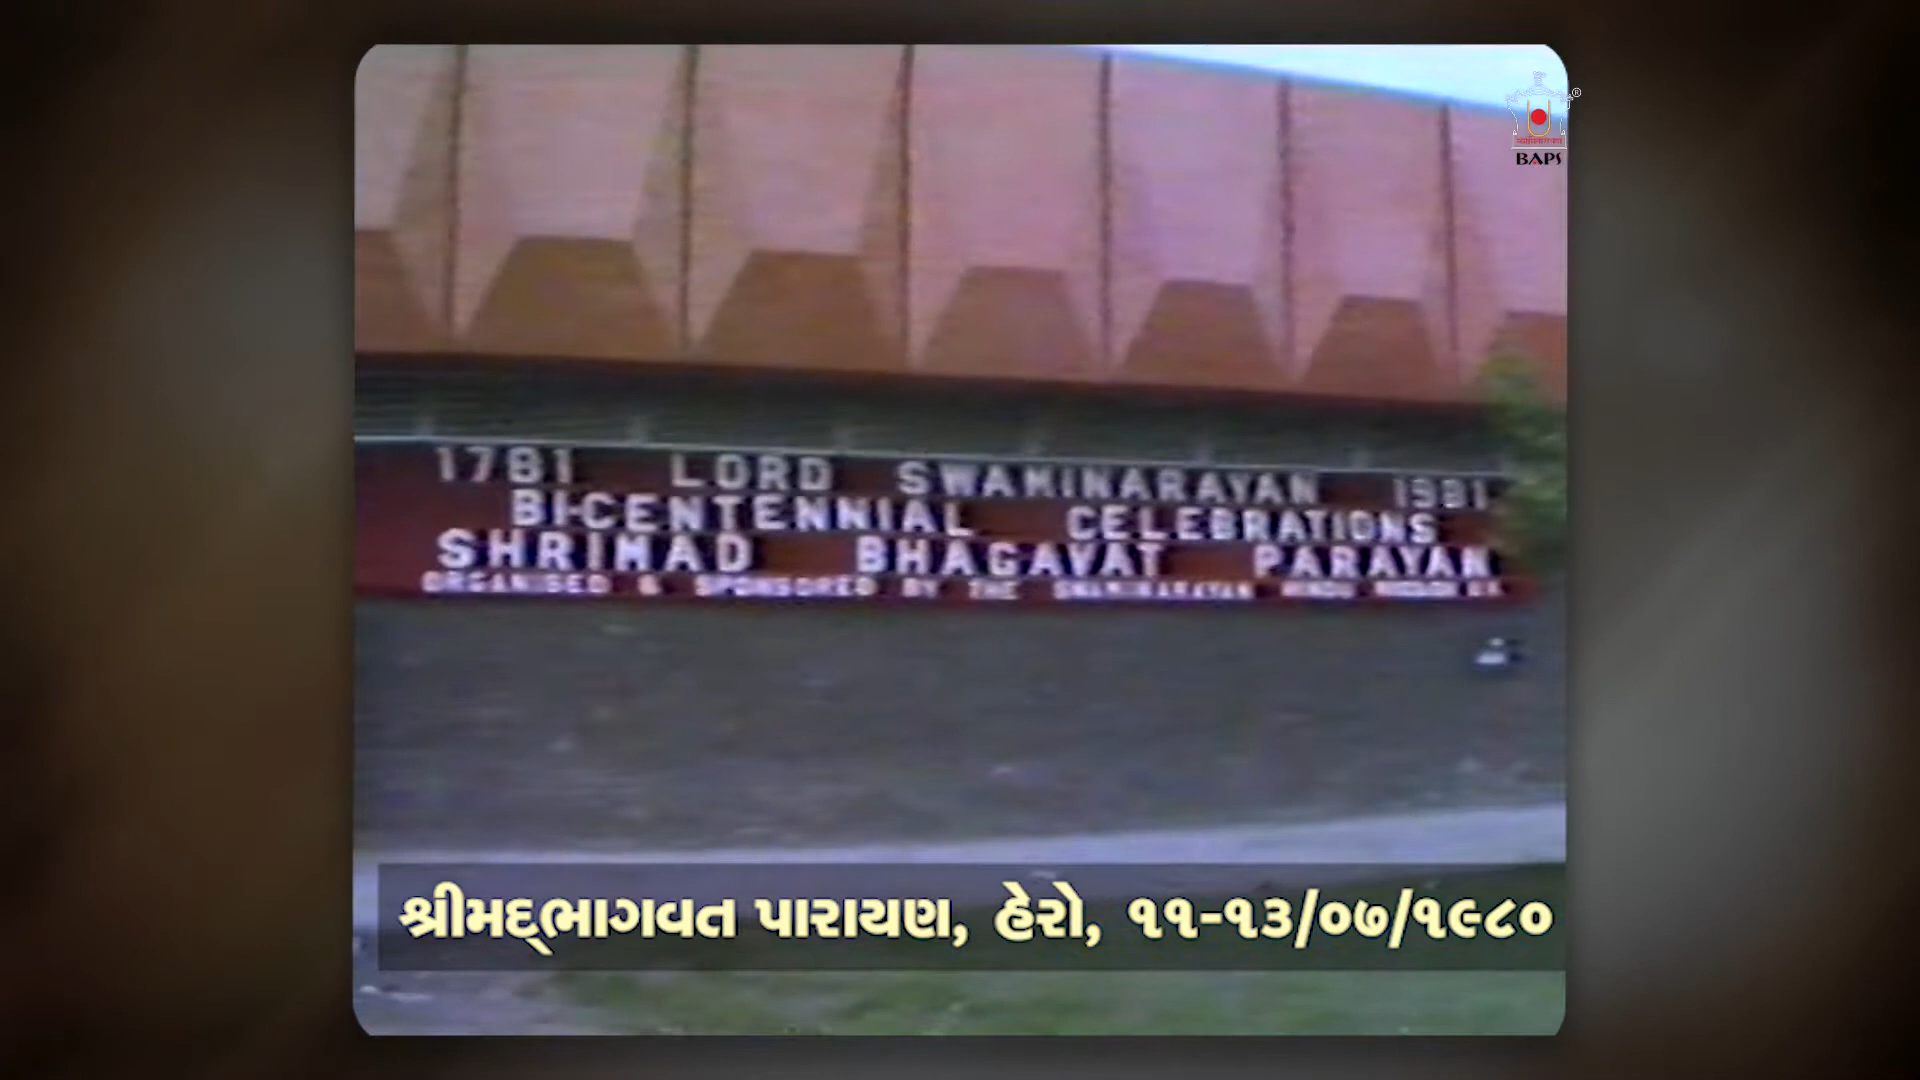 BAPS
1781 LORD SWAMINARAYAN 1981
BI-CENTENNIAL CELEBRATIONS
SHRIMAD BHAGAVAT PARAYAN
ORGANISED & SPONSORED BY THE SWAMINARAYAN HINDU
શ્રીમદ્‌ભાગવત પારાયણ, હેરો, ૧૧-૧૩/૦૭/૧૯૮૦